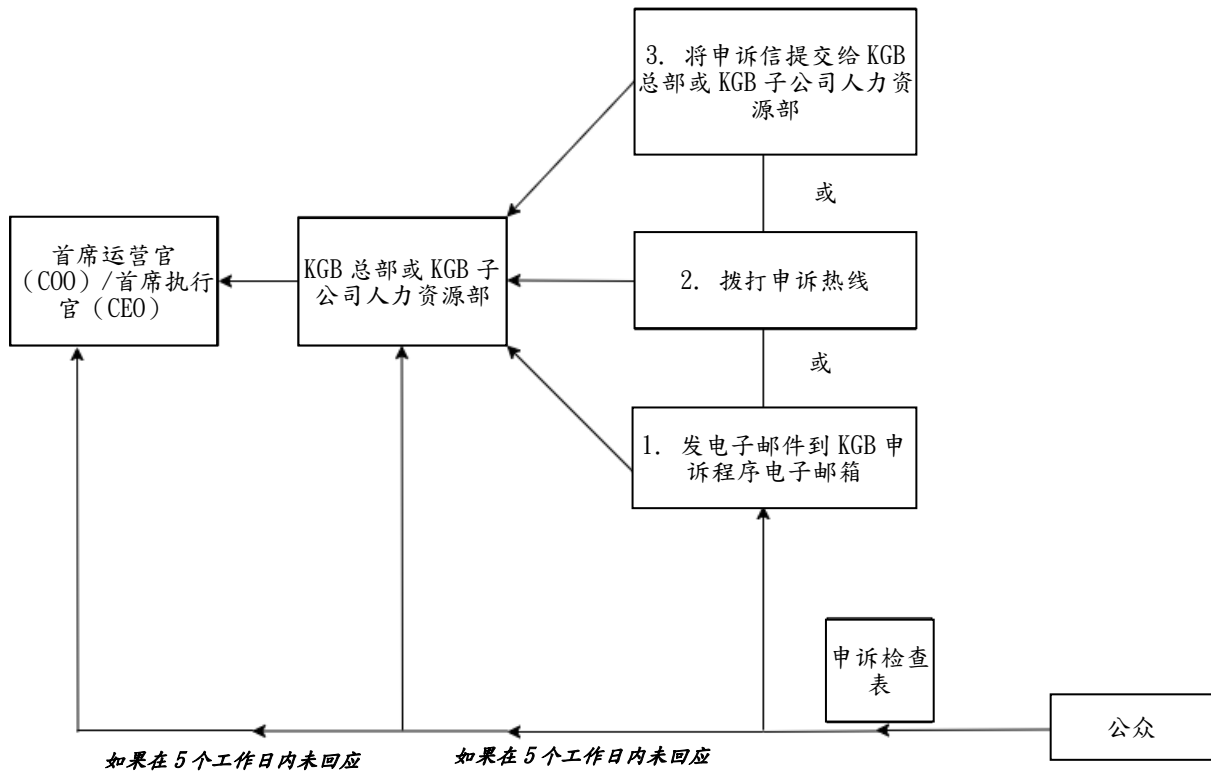 3. 将申诉信提交给 KGB
总部或 KGB 子公司人力资
源部
或
首席运营官
（COO）/首席执行
官（CEO）
KGB 总部或 KGB 子
公司人力资源部
2. 拨打申诉热线
或
1. 发电子邮件到 KGB 申
诉程序电子邮箱
申诉检查
表
公众
如果在 5 个工作日内未回应
如果在 5 个工作日内未回应